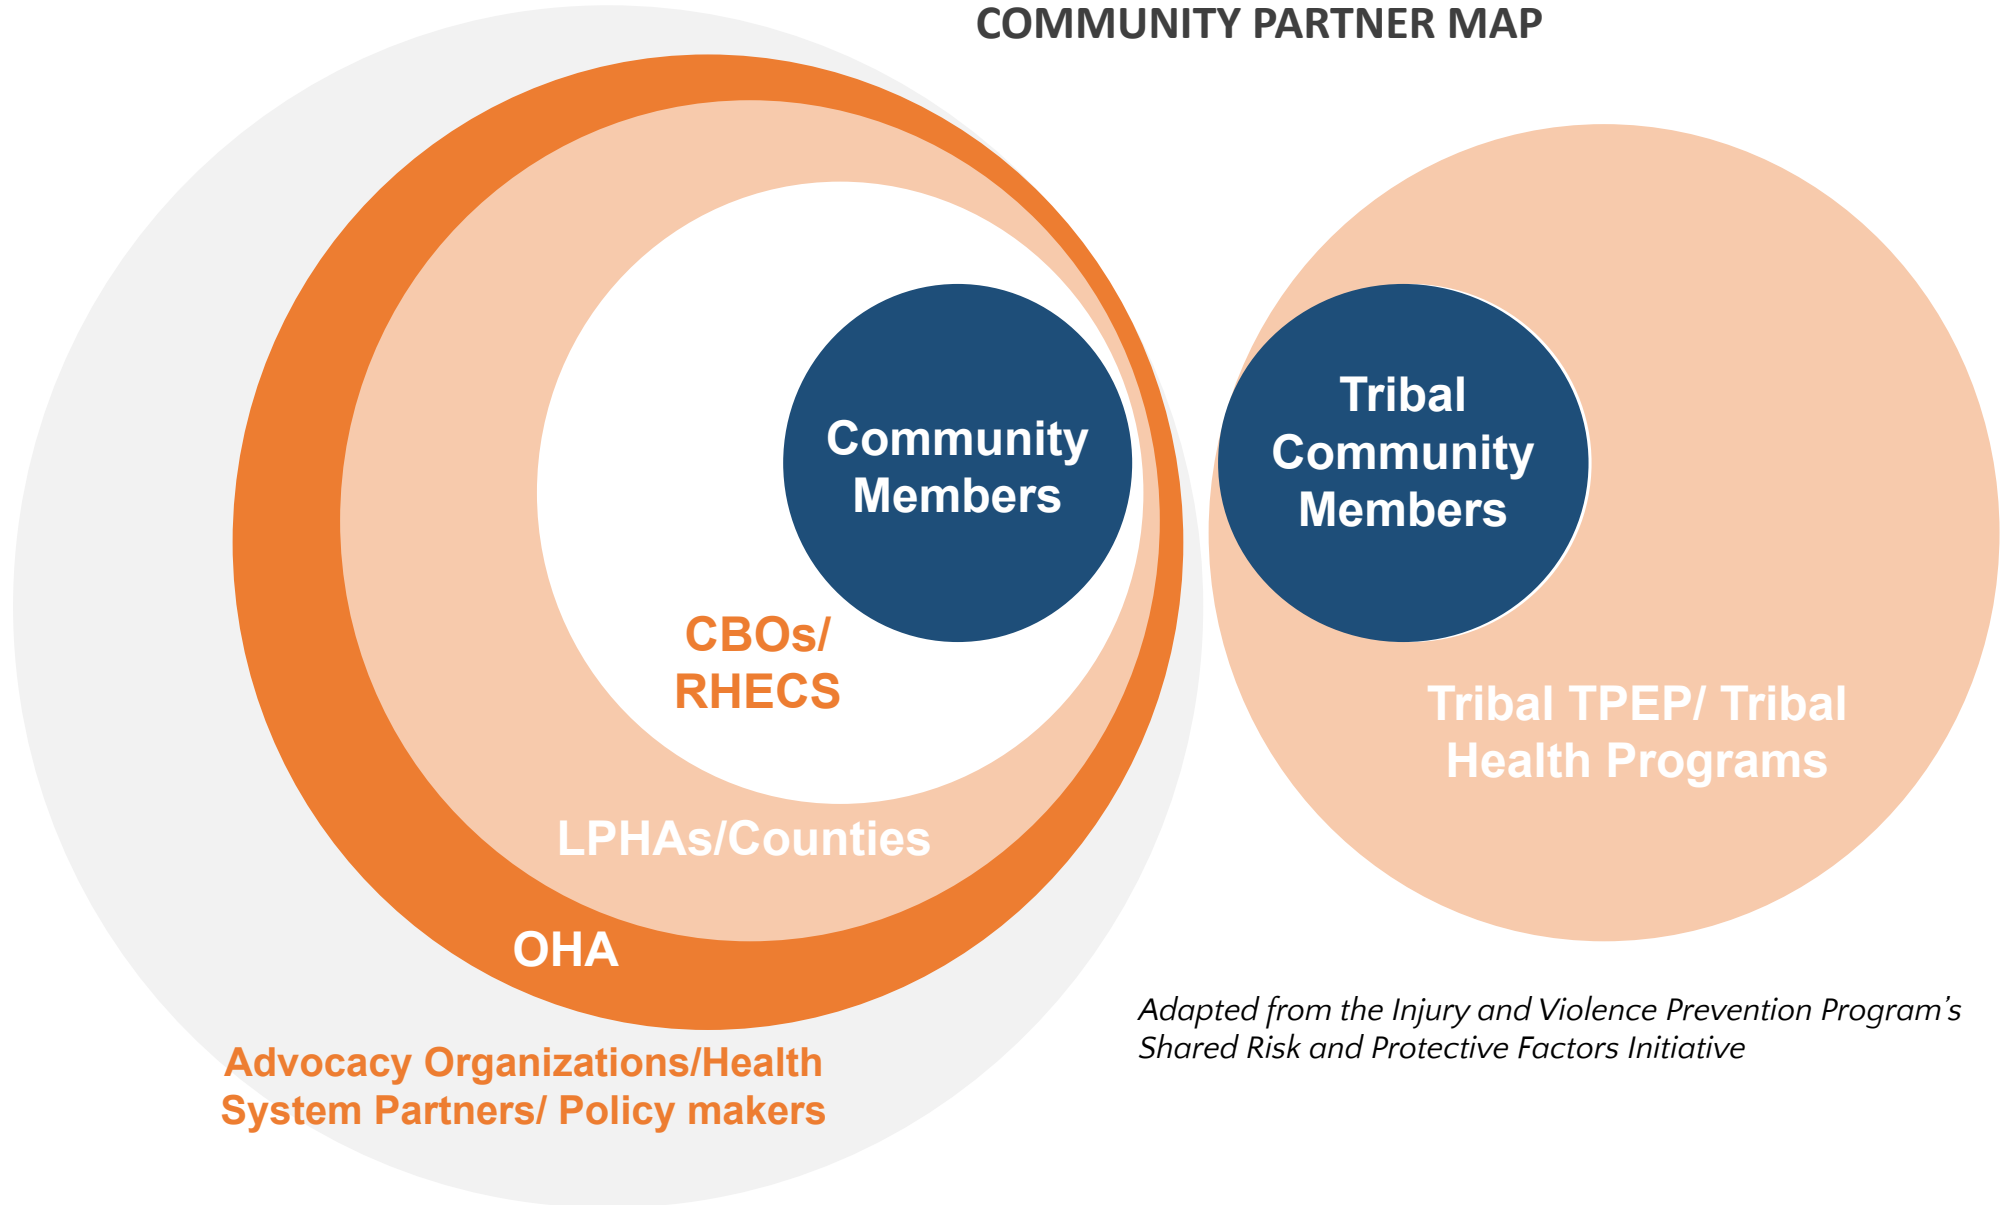 COMMUNITY PARTNER MAP
Community
Members
Tribal
Community
Members
CBOs/
RHECS
Tribal TPEP/ Tribal
Health Programs
LPHAs/Counties
OHA
Adapted from the Injury and Violence Prevention Program's
Shared Risk and Protective Factors Initiative
Advocacy Organizations/Health
System Partners/ Policy makers